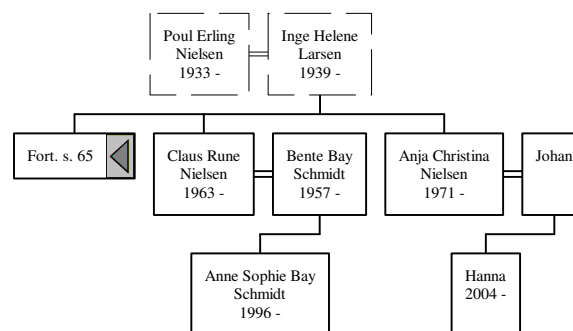 Poul Erling
Nielsen
1933 -
Inge Helene
Larsen
1939 -
Fort. s. 65
Claus Rune
Nielsen
1963 -
Bente Bay
Schmidt
1957 -
Anja Christina
Nielsen
1971 -
Johan
Anne Sophie Bay
Schmidt
1996 -
Hanna
2004 -